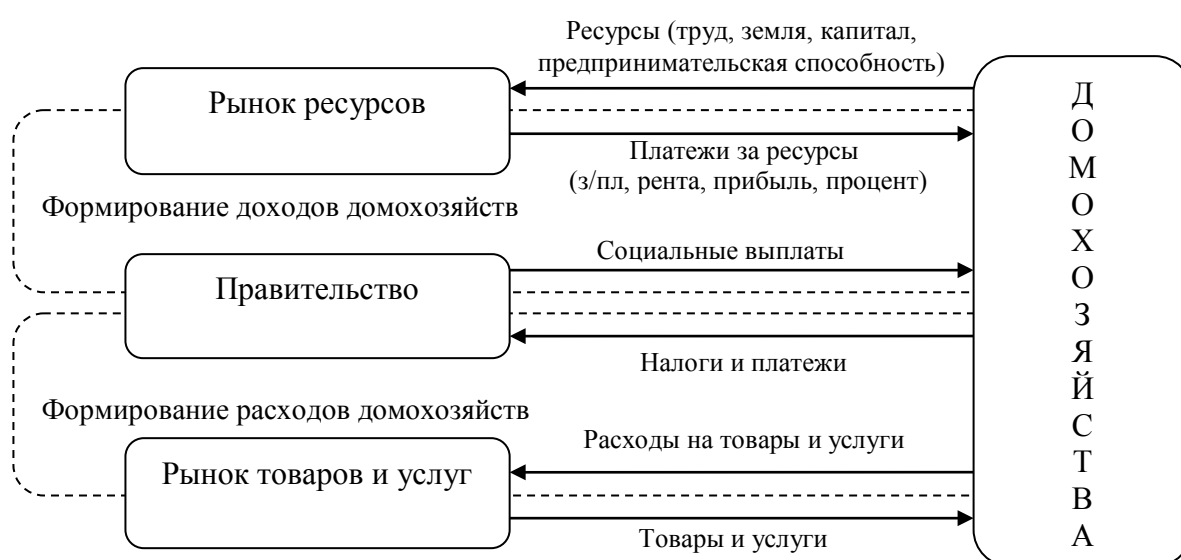 Ресурсы (труд, земля, капитал,
предпринимательская способность)
Рынок ресурсов
Платежи за ресурсы
(з/пл, рента, прибыль, процент)
Формирование доходов домохозяйств
Социальные выплаты
Правительство
Налоги и платежи
Формирование расходов домохозяйств
Расходы на товары и услуги
Рынок товаров и услуг
Товары и услуги
Д
О
М
О
Х
О
З
Я
Й
С
Т
В
А